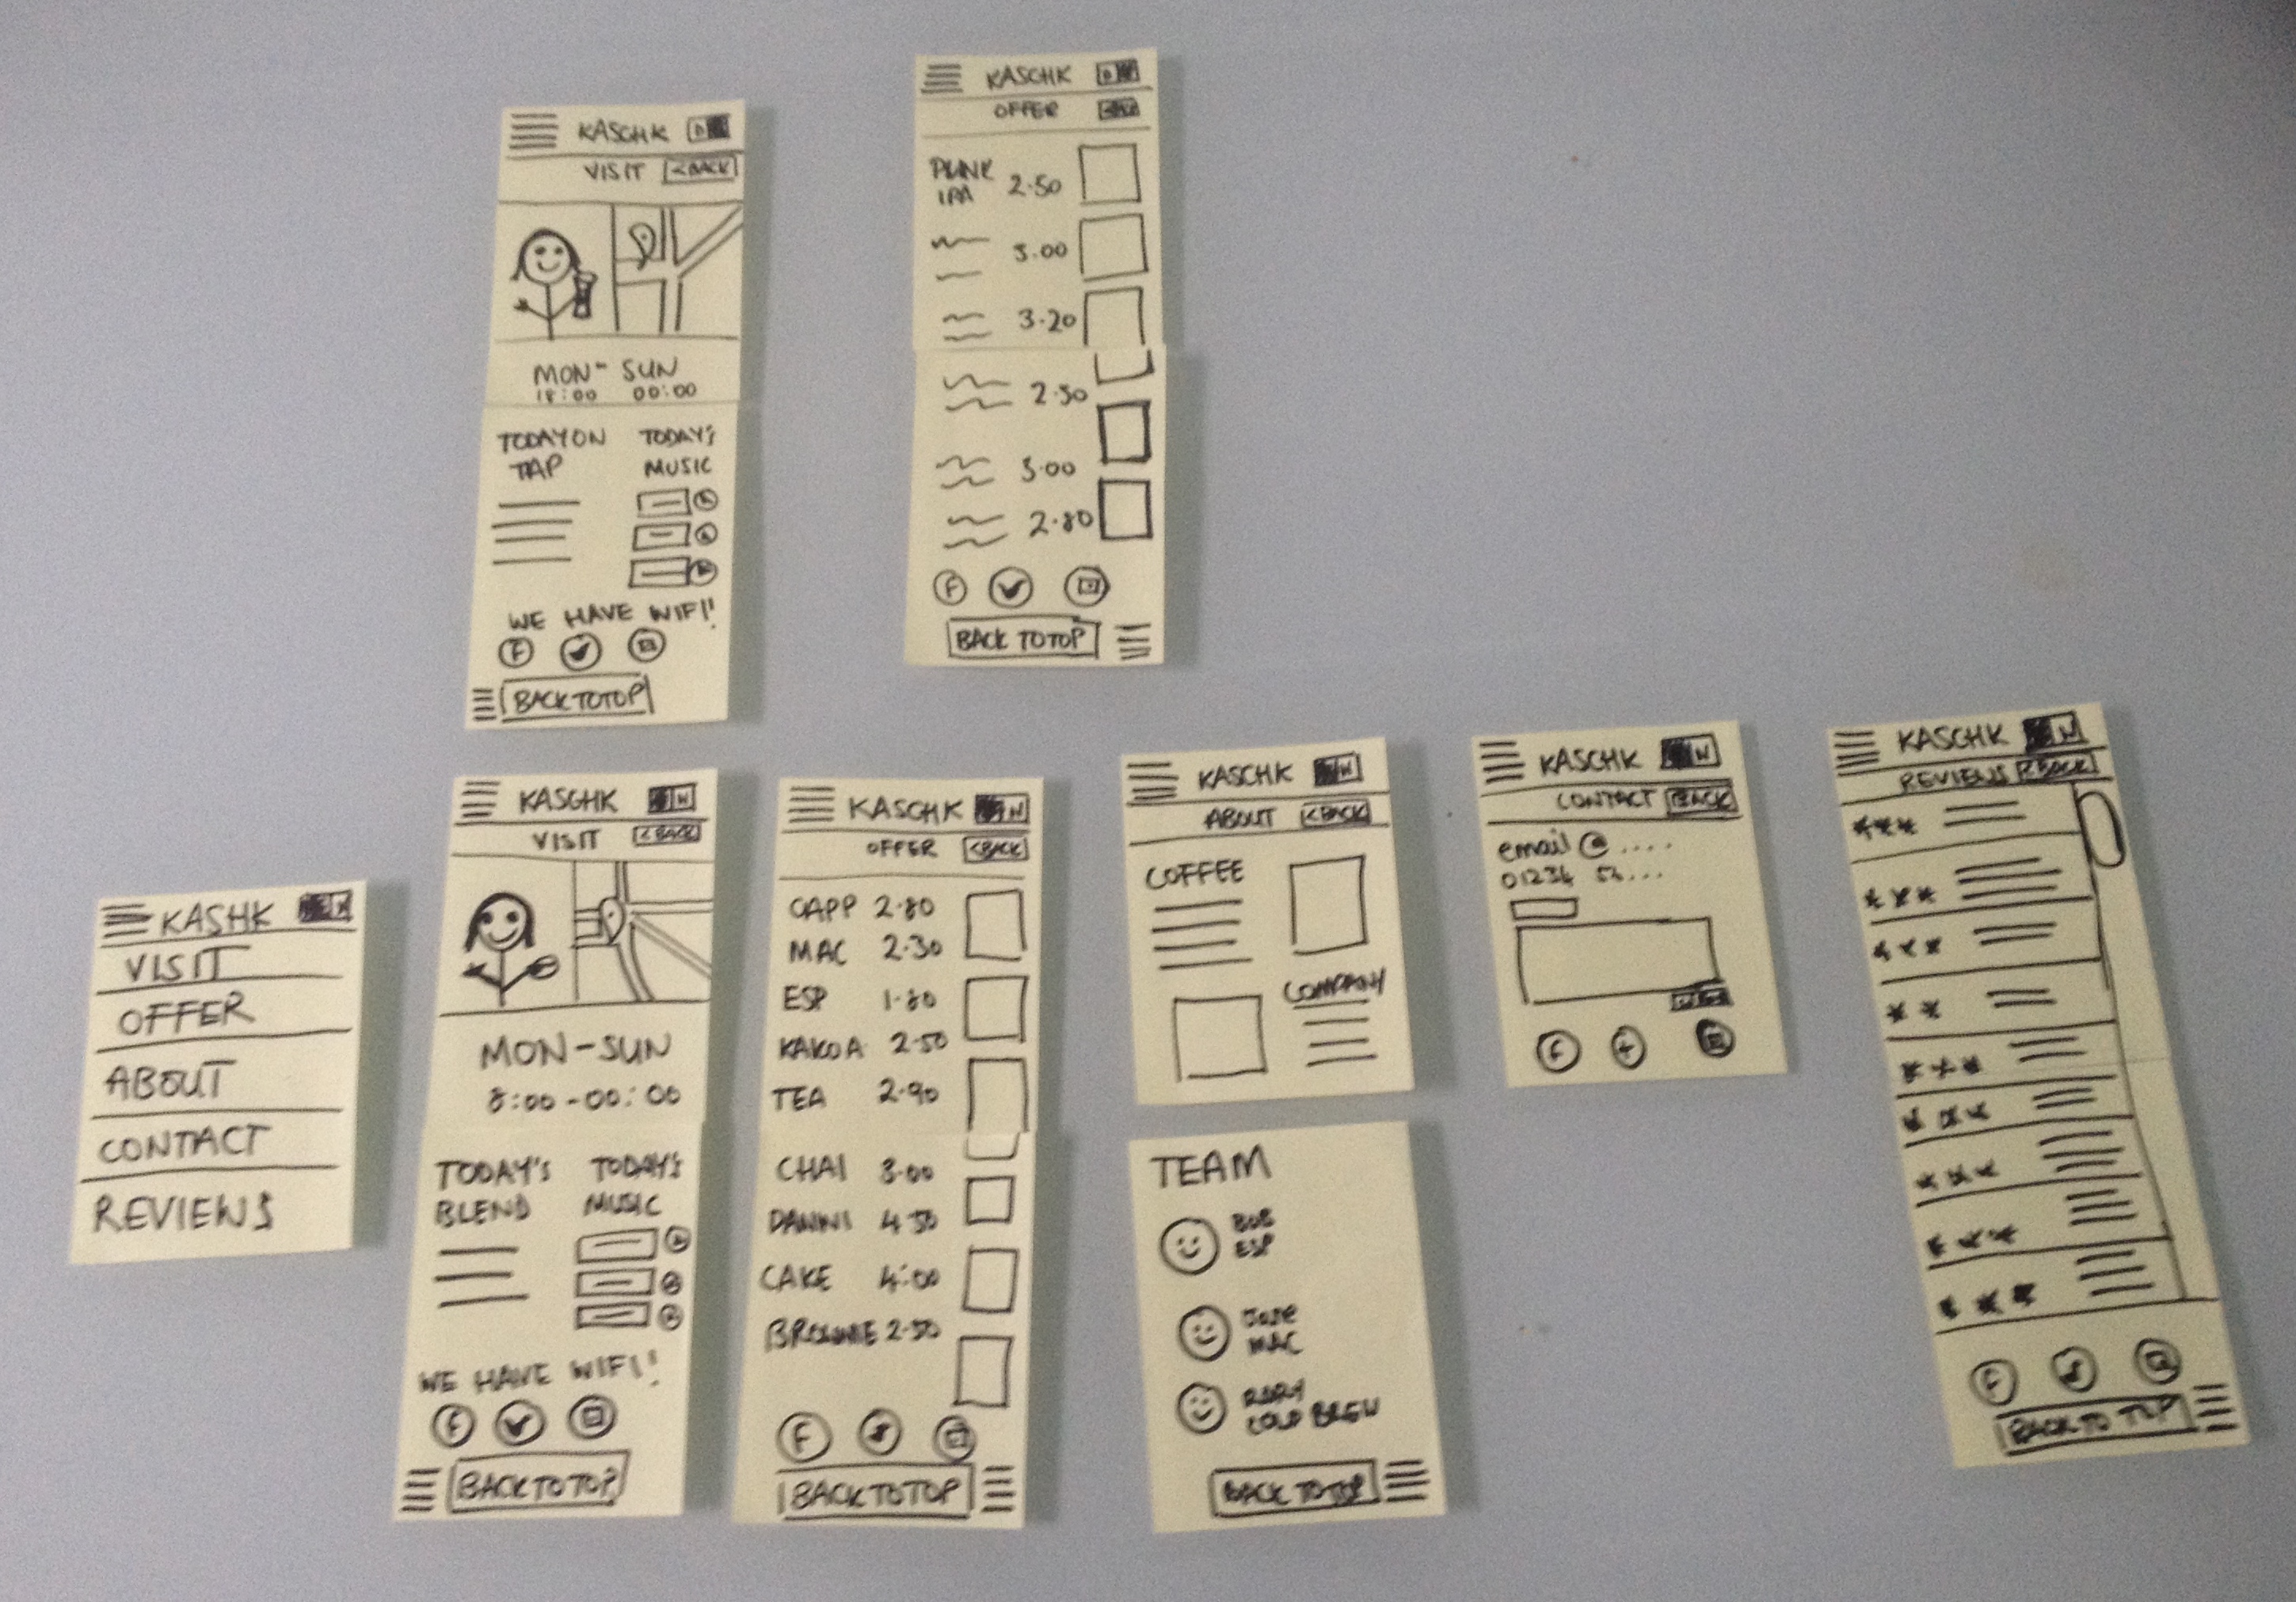 KASCHK D
VISIT <BACK
MON- SUN
18:00 00:00
TODAY ON
TAP
TODAY'S
MUSIC
WE HAVE WIFI!
F
BACK TO TOP
KASCHK D
OFFER
PUNK
IPA 2.50
3.00
3.20
2.50
3.00
2.80
F
BACK TO TOP
KASHK
VISIT
OFFER
ABOUT
CONTACT
REVIEWS
KASCHK N
VISIT <BACK
MON-SUN
8:00-00:00
TODAY'S
BLEND
TODAY'S
MUSIC
WE HAVE WIFI!
F
BACK TO TOP
KASCHK N
OFFER <BACK
CAPP 2.80
MAC 2.30
ESP 1.80
KAKOA 2.50
TEA 2.90
CHAI 3.00
DANNI 4.50
CAKE 4.00
BROWNIE 2.50
F
BACK TO TOP
KASCHK N
ABOUT <BACK
COFFEE
COMPANY
TEAM
BOB
ESP
MAC
RORY
COLD BREW
BACK TO TOP
KASCHK N
CONTACT <BACK
email @ ....
01234 56...
F
KASCHK N
REVIEWS <BACK
F
BACK TO TOP